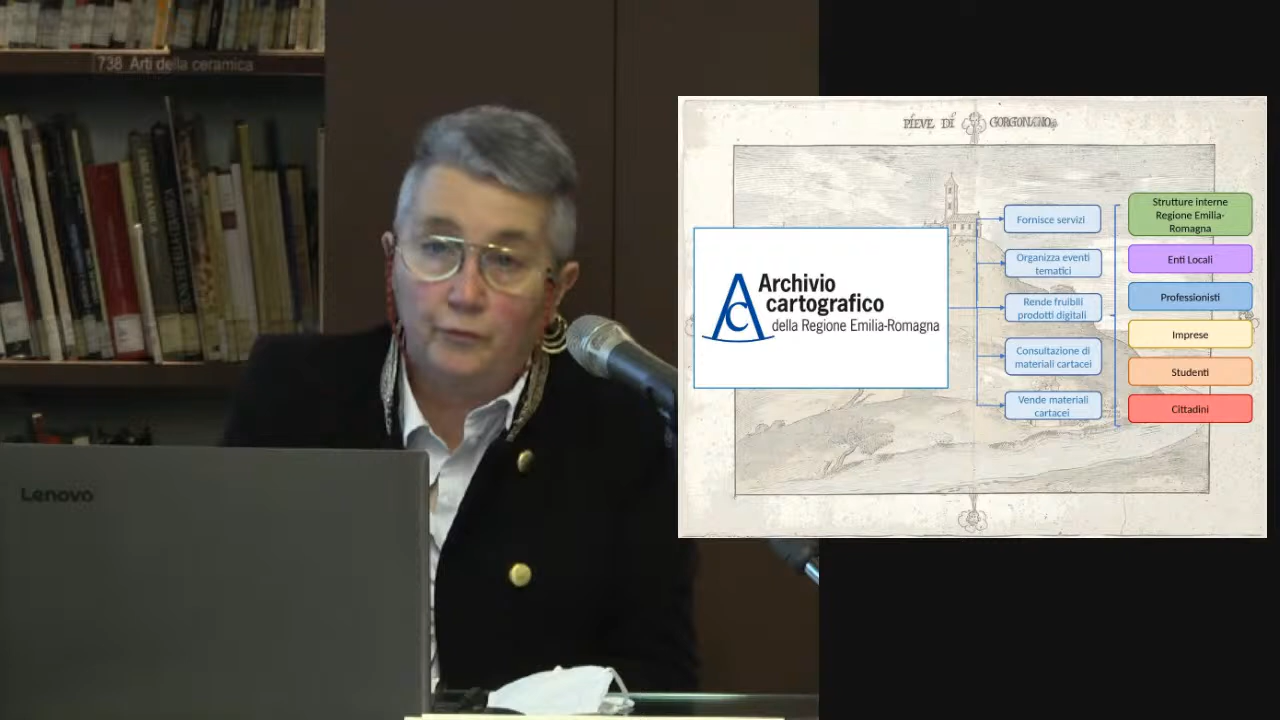 738 Arti della ceramica
Lenovo
PIEVE DI GORGONANO
Archivio
cartografico
della Regione Emilia-Romagna
Fornisce servizi
Organizza eventi
tematici
Rende fruibili
prodotti digitali
Consultazione di
materiali cartacei
Vende materiali
cartacei
Strutture interne
Regione Emilia-
Romagna
Enti Locali
Professionisti
Imprese
Studenti
Cittadini